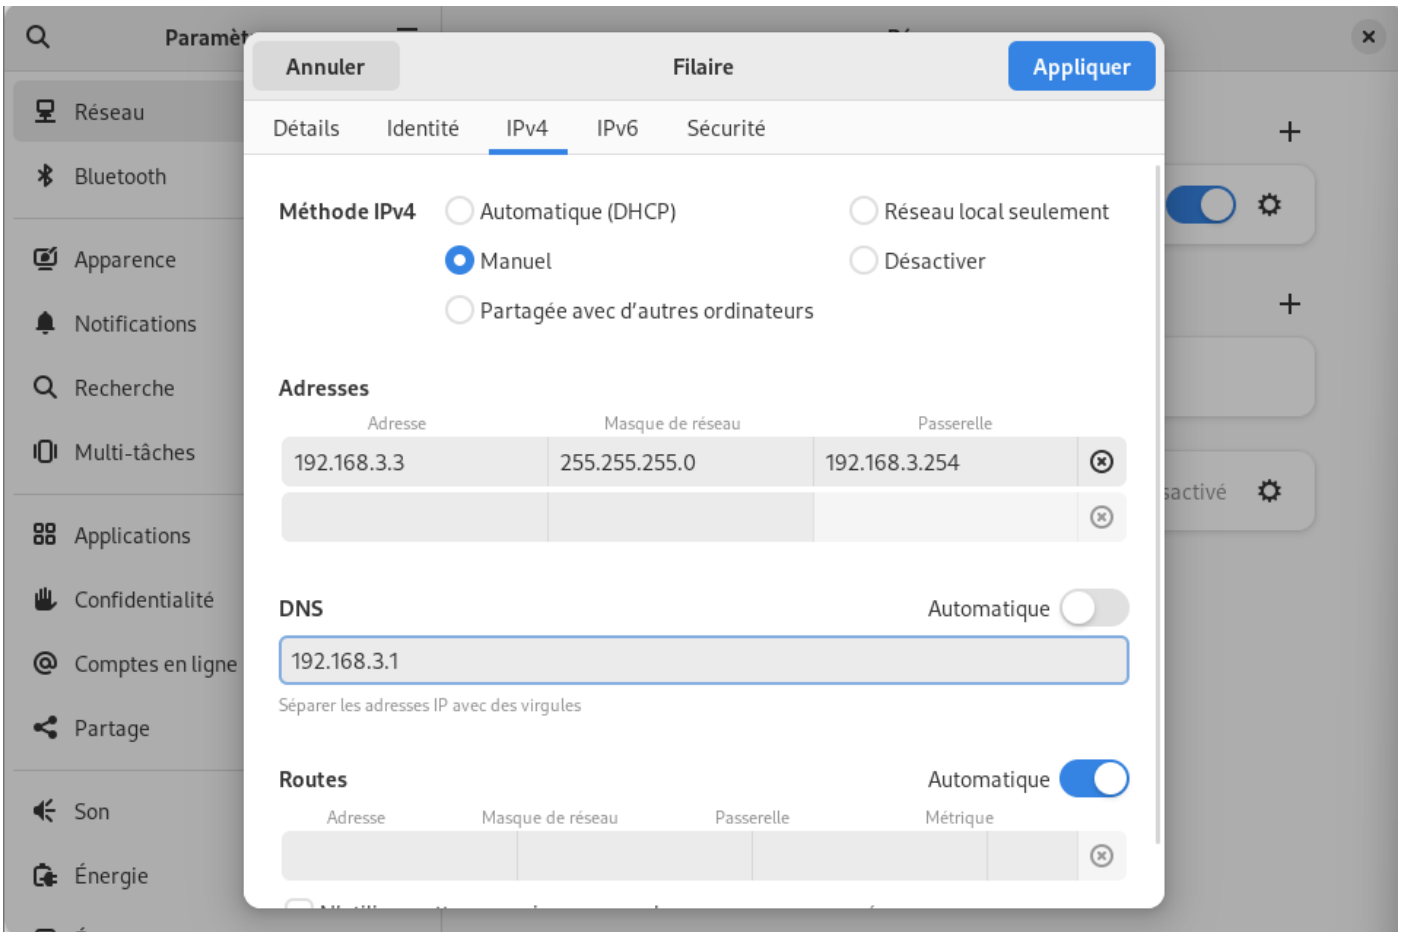 Paramèt
Annuler
Filaire
Appliquer
Réseau
Bluetooth
Apparence
Notifications
Recherche
Multi-tâches
Applications
Confidentialité
Comptes en ligne
Partage
Son
Énergie
Détails Identité IPv4 IPv6 Sécurité
Méthode IPv4
Automatique (DHCP)
Réseau local seulement
Manuel
Désactiver
Partagée avec d'autres ordinateurs
Adresses
Adresse Masque de réseau Passerelle
192.168.3.3 255.255.255.0 192.168.3.254
DNS
Automatique
192.168.3.1
Séparer les adresses IP avec des virgules
Routes
Automatique
Adresse Masque de réseau Passerelle Métrique
sactivé